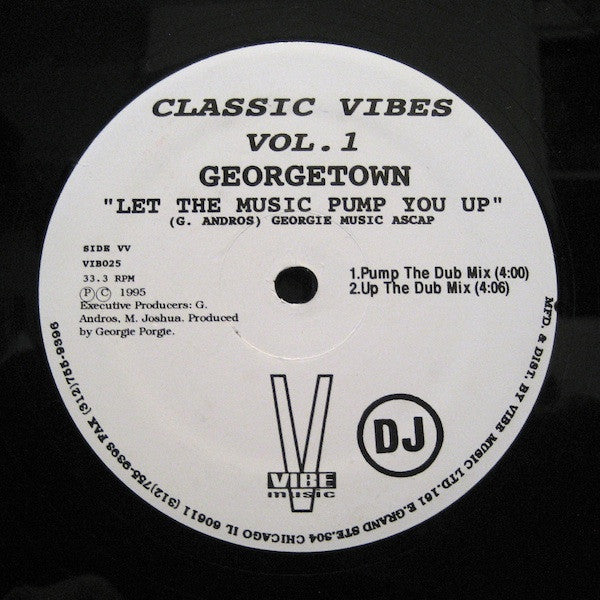 CLASSIC VIBES
VOL.1
GEORGETOWN
"LET THE MUSIC PUMP YOU UP"
(G. ANDROS) GEORGIE MUSIC ASCAP
SIDE VV
VIB025
33.3 RPM
Ⓟ Ⓒ 1995
Executive Producers: G.
Andros, M. Joshua. Produced
by Georgie Porgie.
1.Pump The Dub Mix (4:00)
2.Up The Dub Mix (4:06)
V
VIBE
music
DJ
MFD. & DIST. BY VIBE MUSIC LTD.161 E.GRAND STE.304 CHICAGO IL 60611 (312)755-9393 FAX (312)755-9396